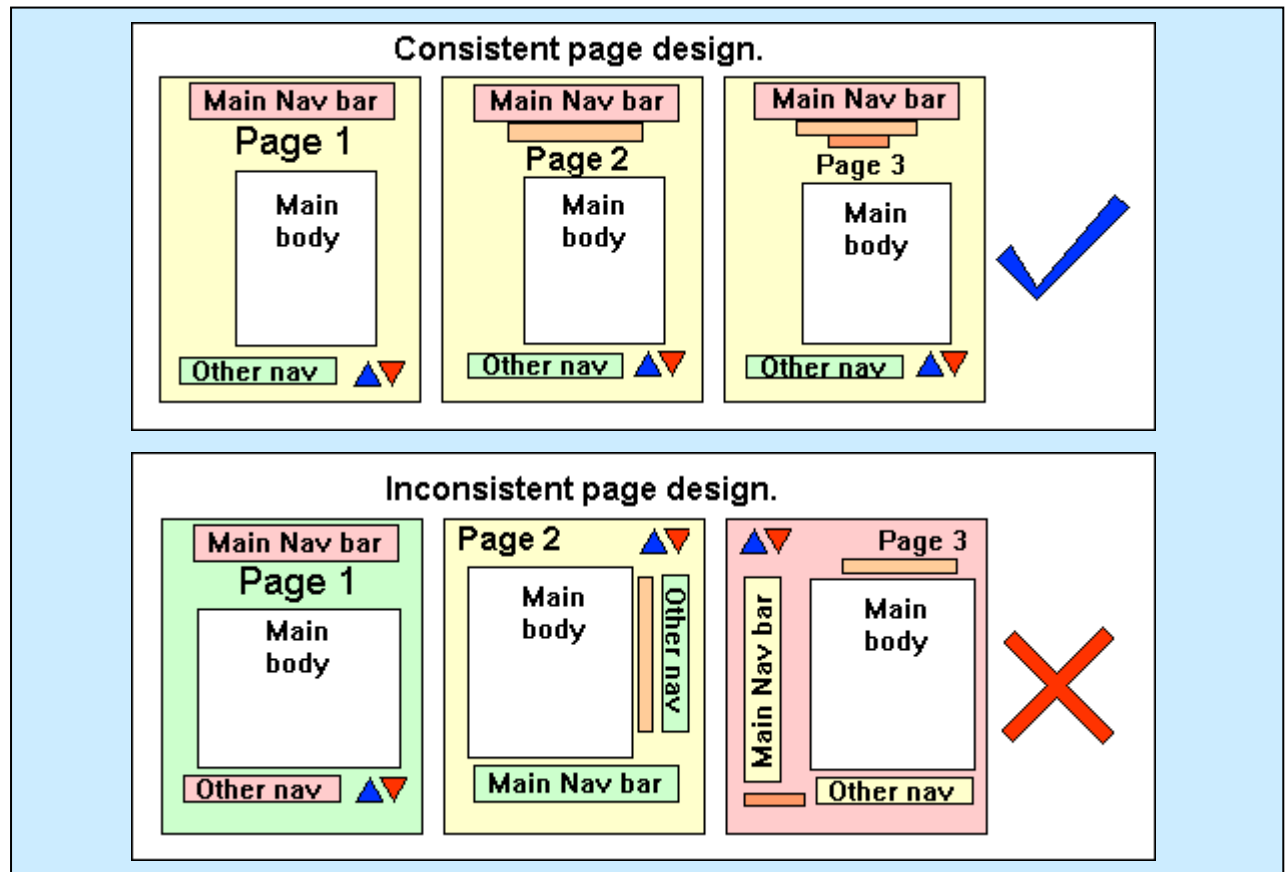 Consistent page design.
Main Nav bar
Page 1
Main
body
Other nav
Main Nav bar
Page 2
Main
body
Other nav
Main Nav bar
Page 3
Main
body
Other nav
Inconsistent page design.
Main Nav bar
Page 1
Main
body
Other nav
Page 2
Main
body
Other nav
Main Nav bar
Page 3
Main Nav bar
Main
body
Other nav